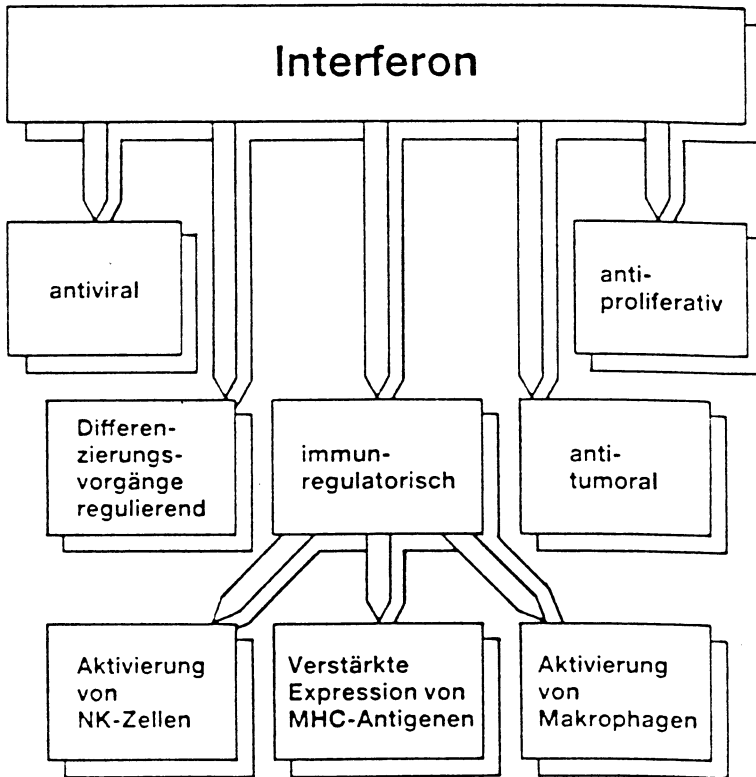 Interferon
antiviral
anti-
proliferativ
Differen-
zierungs-
vorgänge
regulierend
immun-
regulatorisch
anti-
tumoral
Aktivierung
von
NK-Zellen
Verstärkte
Expression von
MHC-Antigenen
Aktivierung
von
Makrophagen